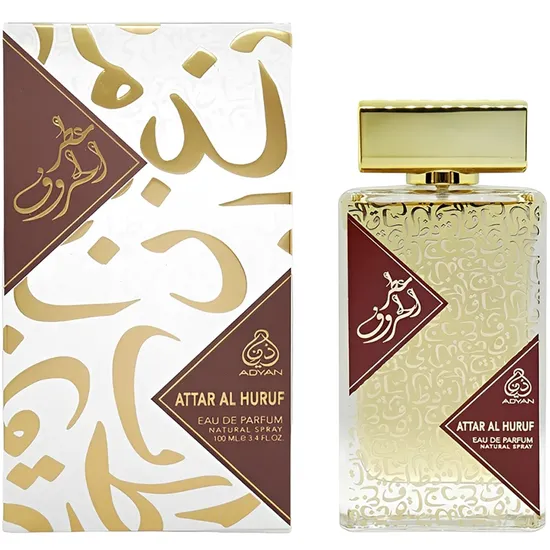 عطر
الحروف
ADYAN
ATTAR AL HURUF
EAU DE PARFUM
NATURAL SPRAY
100 ML.e 3.4 FL.OZ.
عطر
الحروف
ADYAN
ATTAR AL HURUF
EAU DE PARFUM
NATURAL SPRAY